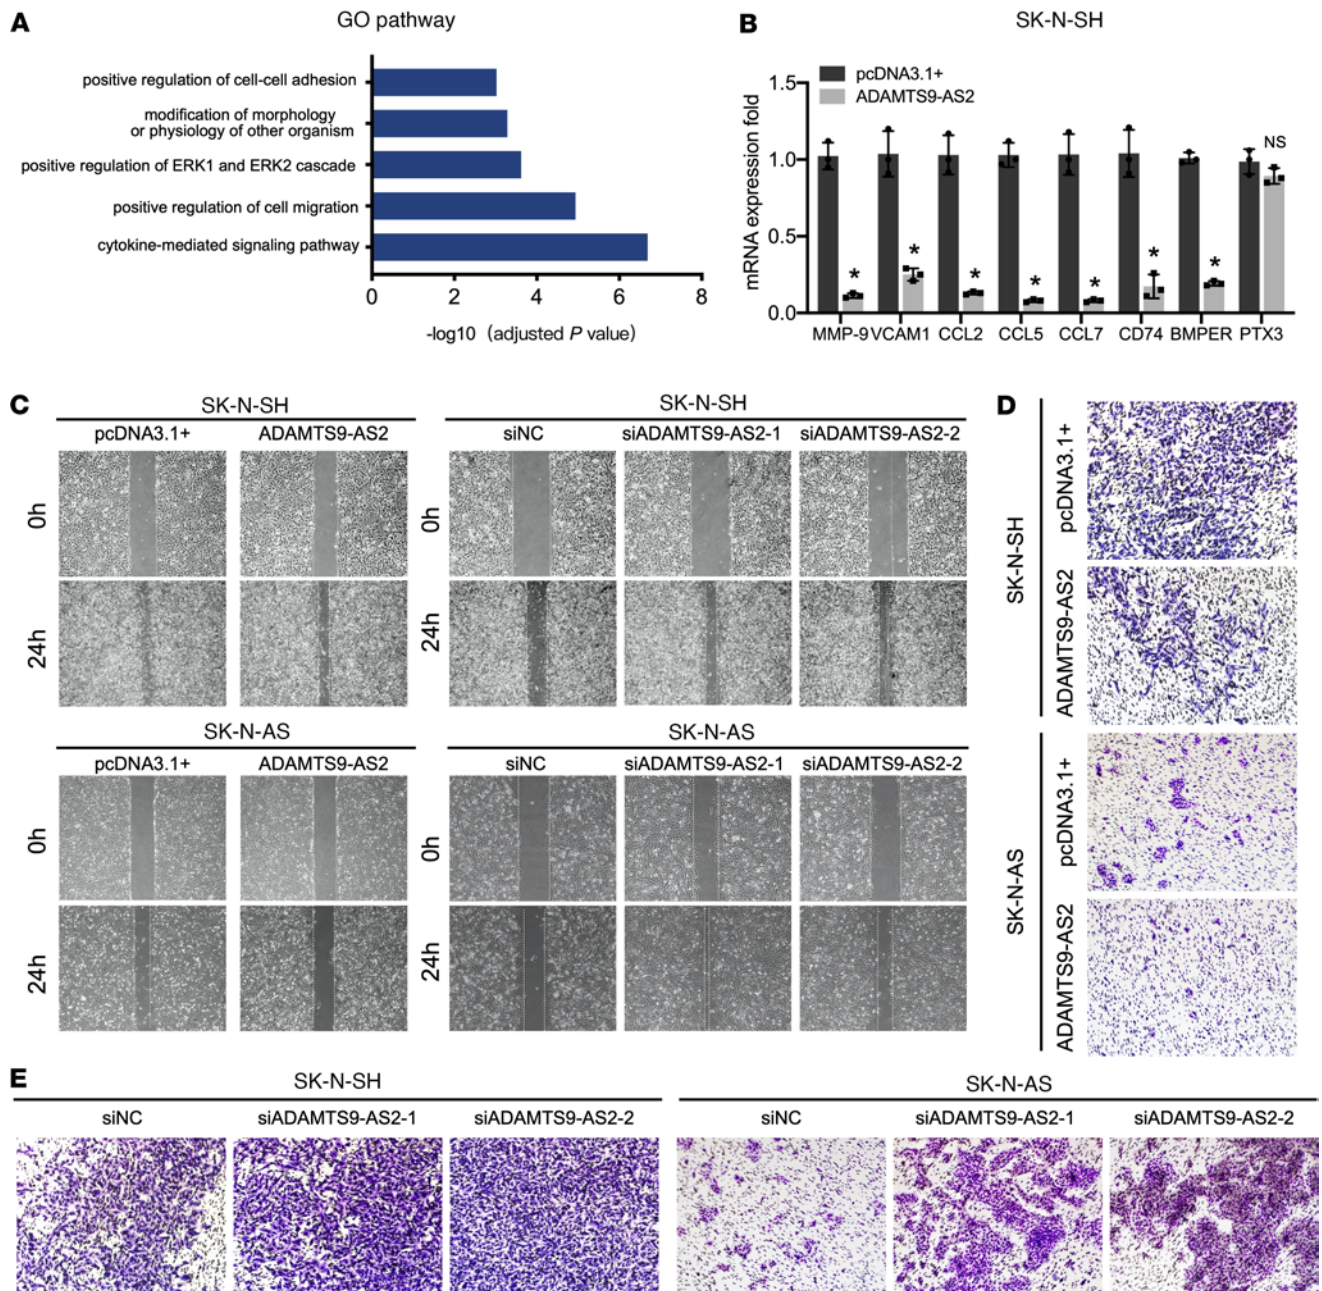 A
GO pathway
positive regulation of cell-cell adhesion
modification of morphology
or physiology of other organism
positive regulation of ERK1 and ERK2 cascade
positive regulation of cell migration
cytokine-mediated signaling pathway
0 2 4 6 8
-log10 (adjusted P value)
B
SK-N-SH
pcDNA3.1+
ADAMTS9-AS2
mRNA expression fold
1.5
1.0
0.5
0.0
* * * * * * * NS
MMP-9 VCAM1 CCL2 CCL5 CCL7 CD74 BMPER PTX3
C
SK-N-SH
pcDNA3.1+ ADAMTS9-AS2
0h
24h
SK-N-SH
siNC siADAMTS9-AS2-1 siADAMTS9-AS2-2
SK-N-AS
pcDNA3.1+ ADAMTS9-AS2
0h
24h
SK-N-AS
siNC siADAMTS9-AS2-1 siADAMTS9-AS2-2
0h
24h
0h
24h
D
SK-N-SH
pcDNA3.1+
ADAMTS9-AS2
SK-N-AS
pcDNA3.1+
ADAMTS9-AS2
E
SK-N-SH
siNC siADAMTS9-AS2-1 siADAMTS9-AS2-2
SK-N-AS
siNC siADAMTS9-AS2-1 siADAMTS9-AS2-2